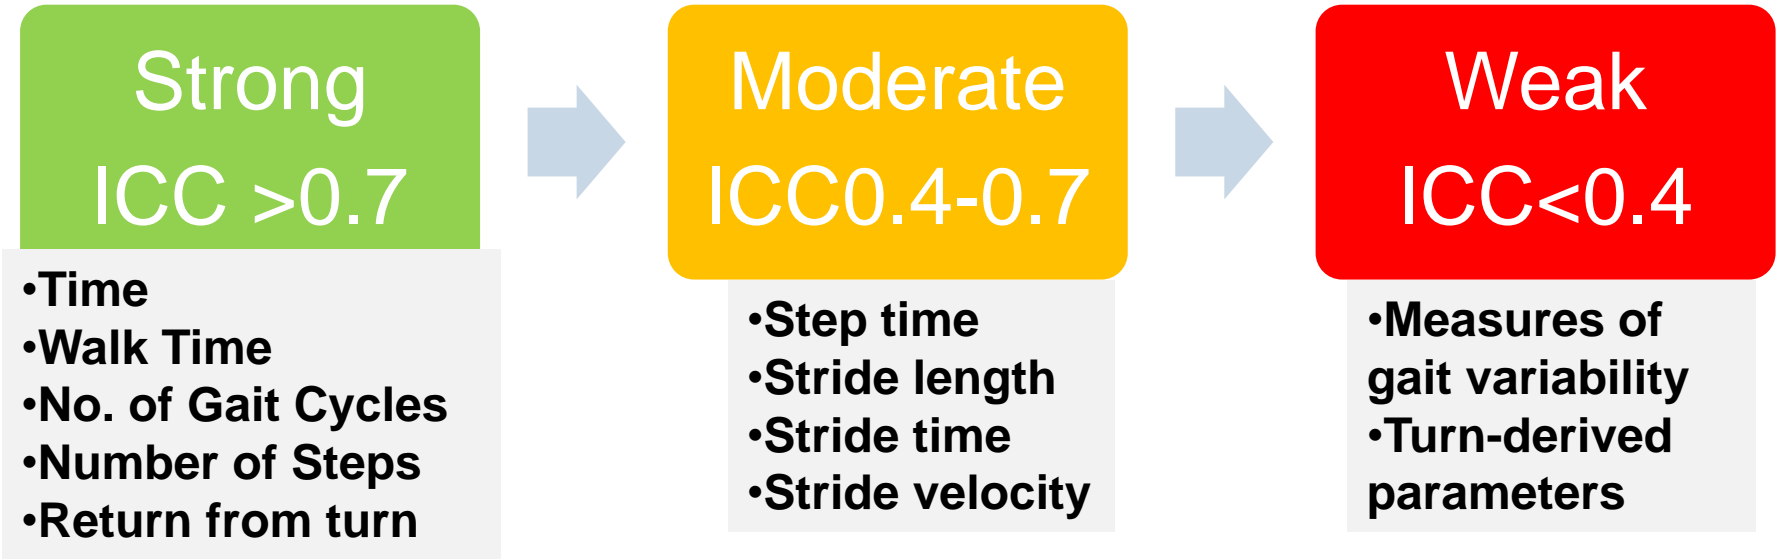 Strong
ICC >0.7
•Time
•Walk Time
•No. of Gait Cycles
•Number of Steps
•Return from turn
Moderate
ICC0.4-0.7
•Step time
•Stride length
•Stride time
•Stride velocity
Weak
ICC<0.4
•Measures of
gait variability
•Turn-derived
parameters